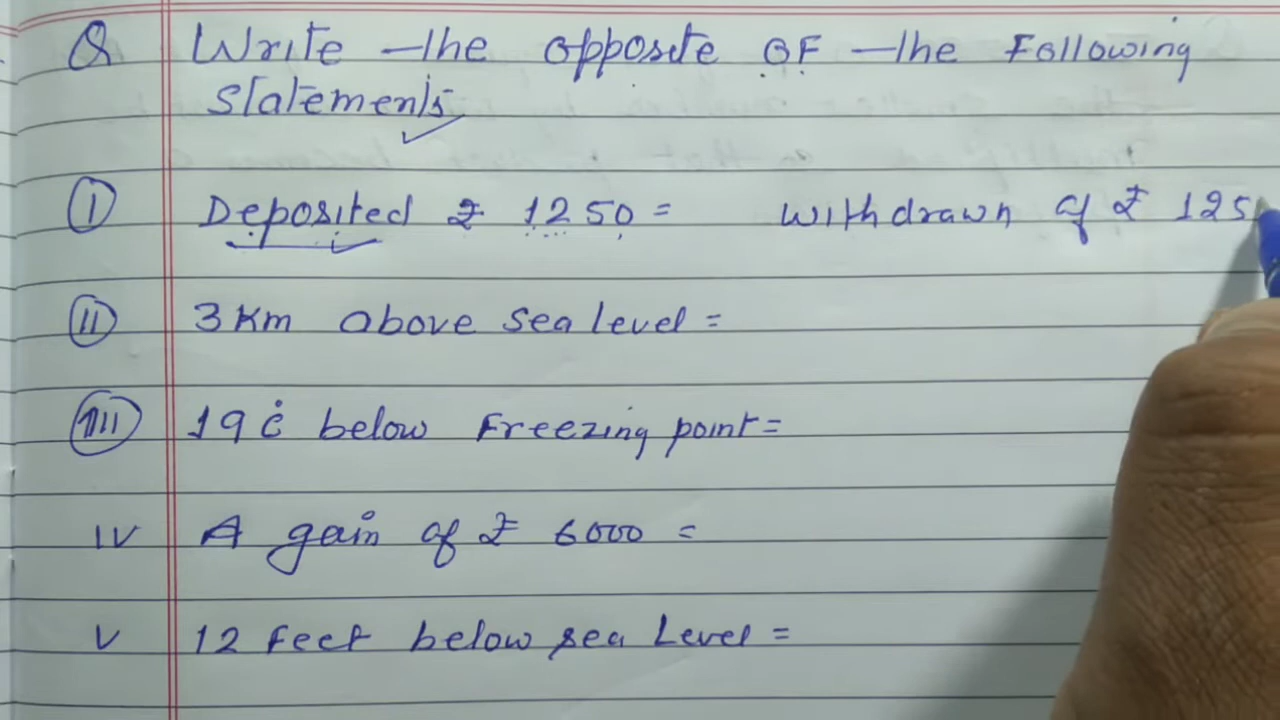 Q Write the opposite of the following
statements
(i) Deposited ₹ 1250 = withdrawn of ₹ 125
(ii) 3 Km above sea level =
(iii) 19 °C below freezing point =
iv A gain of ₹ 6000 =
v 12 feet below sea Level =